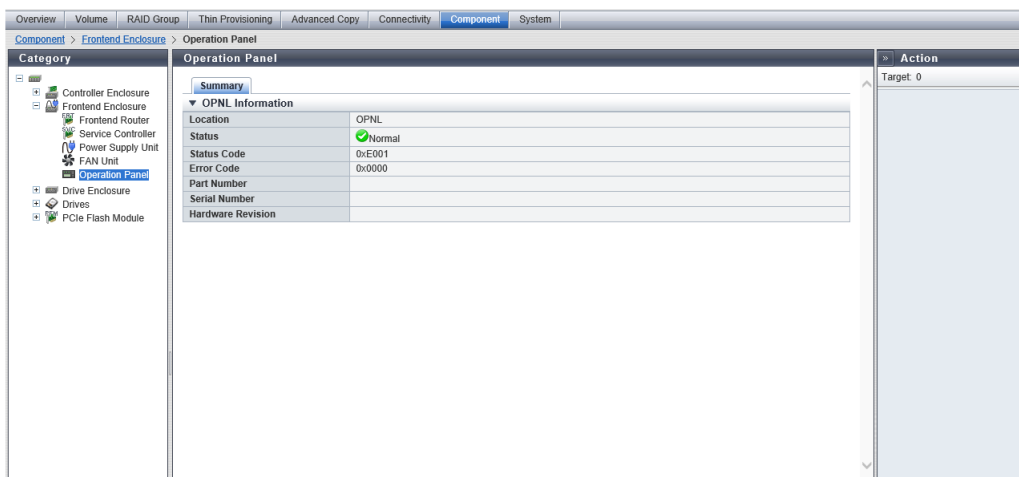 Overview Volume RAID Group Thin Provisioning Advanced Copy Connectivity Component System
Component > Frontend Enclosure > Operation Panel
Category
Controller Enclosure
Frontend Enclosure
Frontend Router
Service Controller
Power Supply Unit
FAN Unit
Operation Panel
Drive Enclosure
Drives
PCIe Flash Module
Operation Panel
Summary
▼ OPNL Information
Location OPNL
Status Normal
Status Code 0xE001
Error Code 0x0000
Part Number
Serial Number
Hardware Revision
» Action
Target: 0